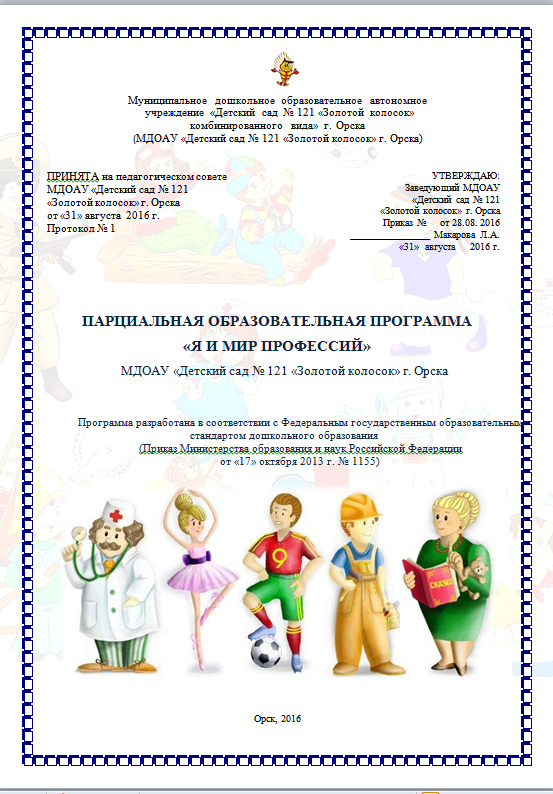 Муниципальное дошкольное образовательное автономное
учреждение «Детский сад № 121 «Золотой колосок»
комбинированного вида» г. Орска
(МДОАУ «Детский сад № 121 «Золотой колосок» г. Орска)
ПРИНЯТА на педагогическом совете
МДОАУ «Детский сад № 121
«Золотой колосок» г. Орска
от «31» августа 2016 г.
Протокол № 1
УТВЕРЖДАЮ:
Заведующий МДОАУ
«Детский сад № 121
«Золотой колосок» г. Орска
Приказ № от 28.08. 2016
________________ Макарова Л.А.
«31» августа 2016 г.
ПАРЦИАЛЬНАЯ ОБРАЗОВАТЕЛЬНАЯ ПРОГРАММА
«Я И МИР ПРОФЕССИЙ»
МДОАУ «Детский сад № 121 «Золотой колосок» г. Орска
Программа разработана в соответствии с Федеральным государственным образовательным
стандартом дошкольного образования
(Приказ Министерства образования и наук Российской Федерации
от «17» октября 2013 г. № 1155)
9
СКАЗКИ
Орск, 2016